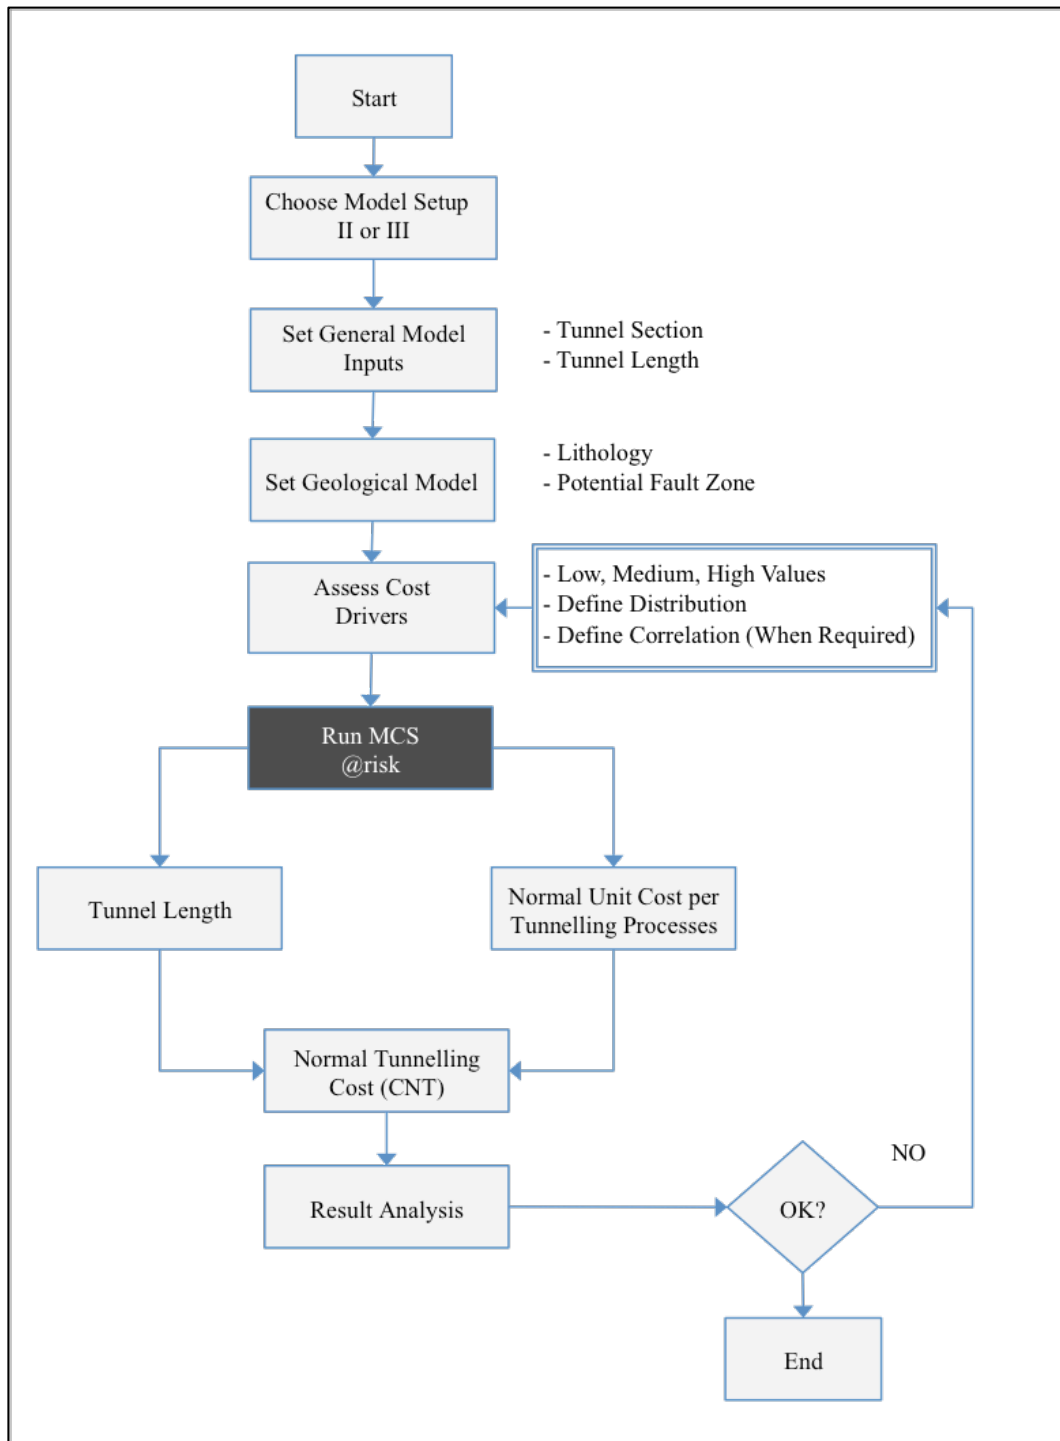 Start
Choose Model Setup
II or III
Set General Model
Inputs
- Tunnel Section
- Tunnel Length
Set Geological Model
- Lithology
- Potential Fault Zone
Assess Cost
Drivers
- Low, Medium, High Values
- Define Distribution
- Define Correlation (When Required)
Run MCS
@risk
Tunnel Length
Normal Unit Cost per
Tunnelling Processes
Normal Tunnelling
Cost (CNT)
Result Analysis
OK?
NO
End